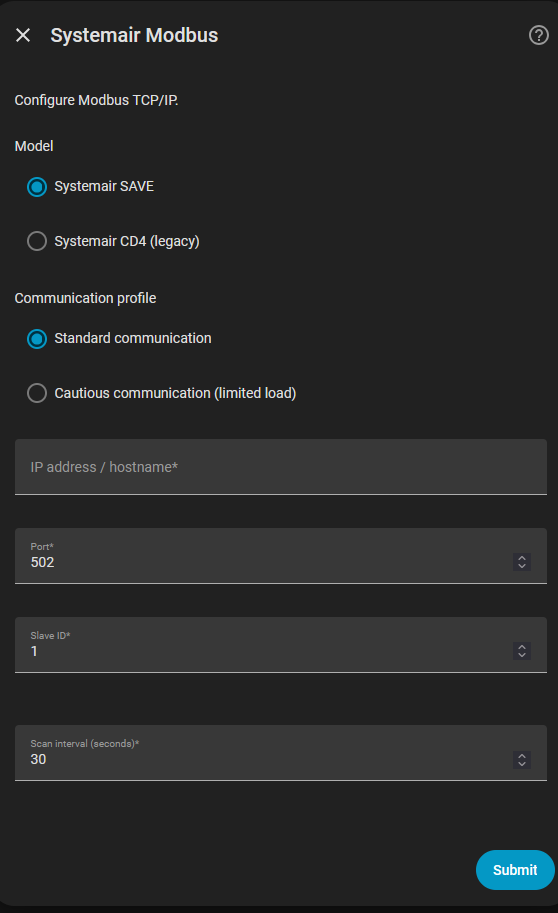 Systemair Modbus
Configure Modbus TCP/IP.
Model
Systemair SAVE
Systemair CD4 (legacy)
Communication profile
Standard communication
Cautious communication (limited load)
IP address / hostname*
Port*
502
Slave ID*
1
Scan interval (seconds)*
30
Submit